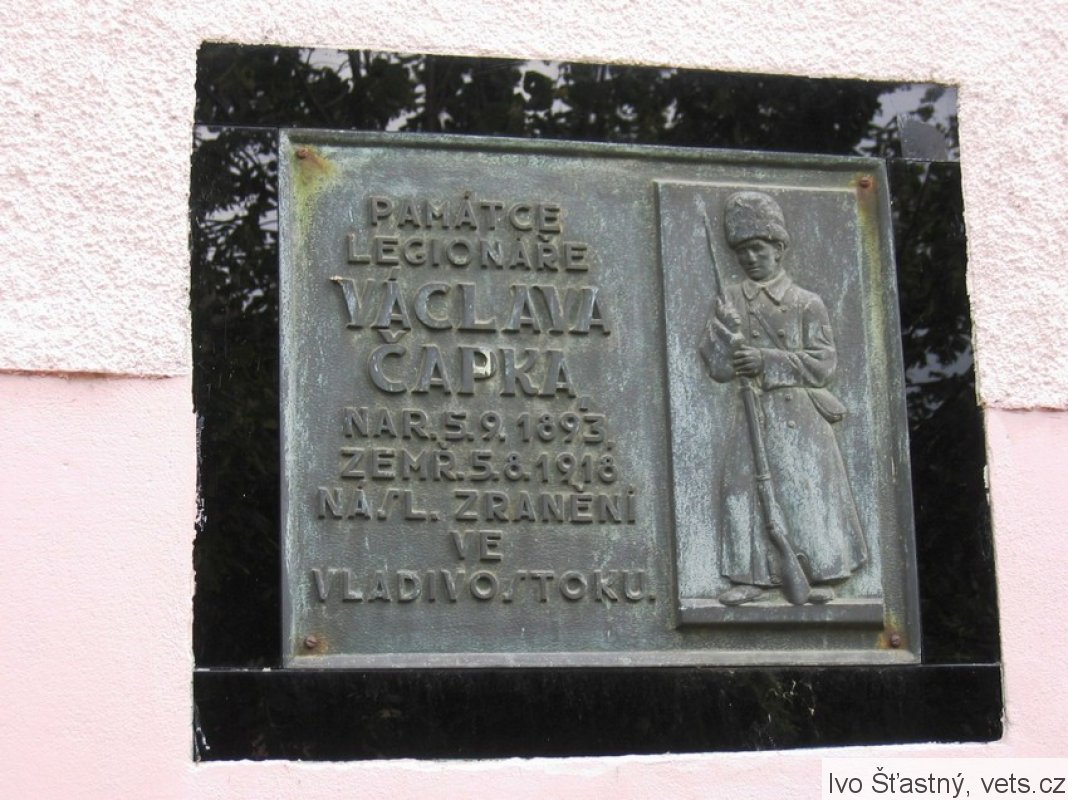 PAMÁTCE
LEGIONÁŘE
VÁCLAVA
ČAPKA,
NAR. 5. 9. 1893,
ZEMŘ. 5. 8. 1918
NÁSL. ZRANĚNÍ
VE
VLADIVOSTOKU.
Ivo Šťastný, vets.cz